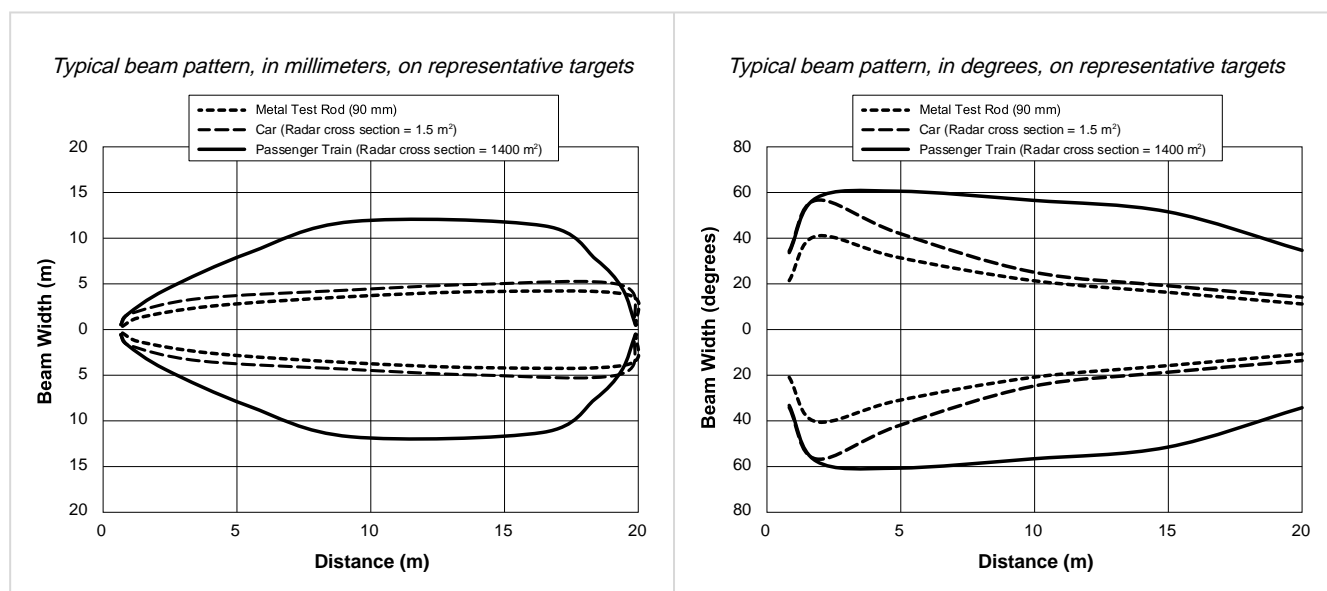 Typical beam pattern, in millimeters, on representative targets
Metal Test Rod (90 mm)
Car (Radar cross section = 1.5 m²)
Passenger Train (Radar cross section = 1400 m²)
20
15
10
5
0
5
10
15
20
Beam Width (m)
0 5 10 15 20
Distance (m)
Typical beam pattern, in degrees, on representative targets
Metal Test Rod (90 mm)
Car (Radar cross section = 1.5 m²)
Passenger Train (Radar cross section = 1400 m²)
80
60
40
20
0
20
40
60
80
Beam Width (degrees)
0 5 10 15 20
Distance (m)